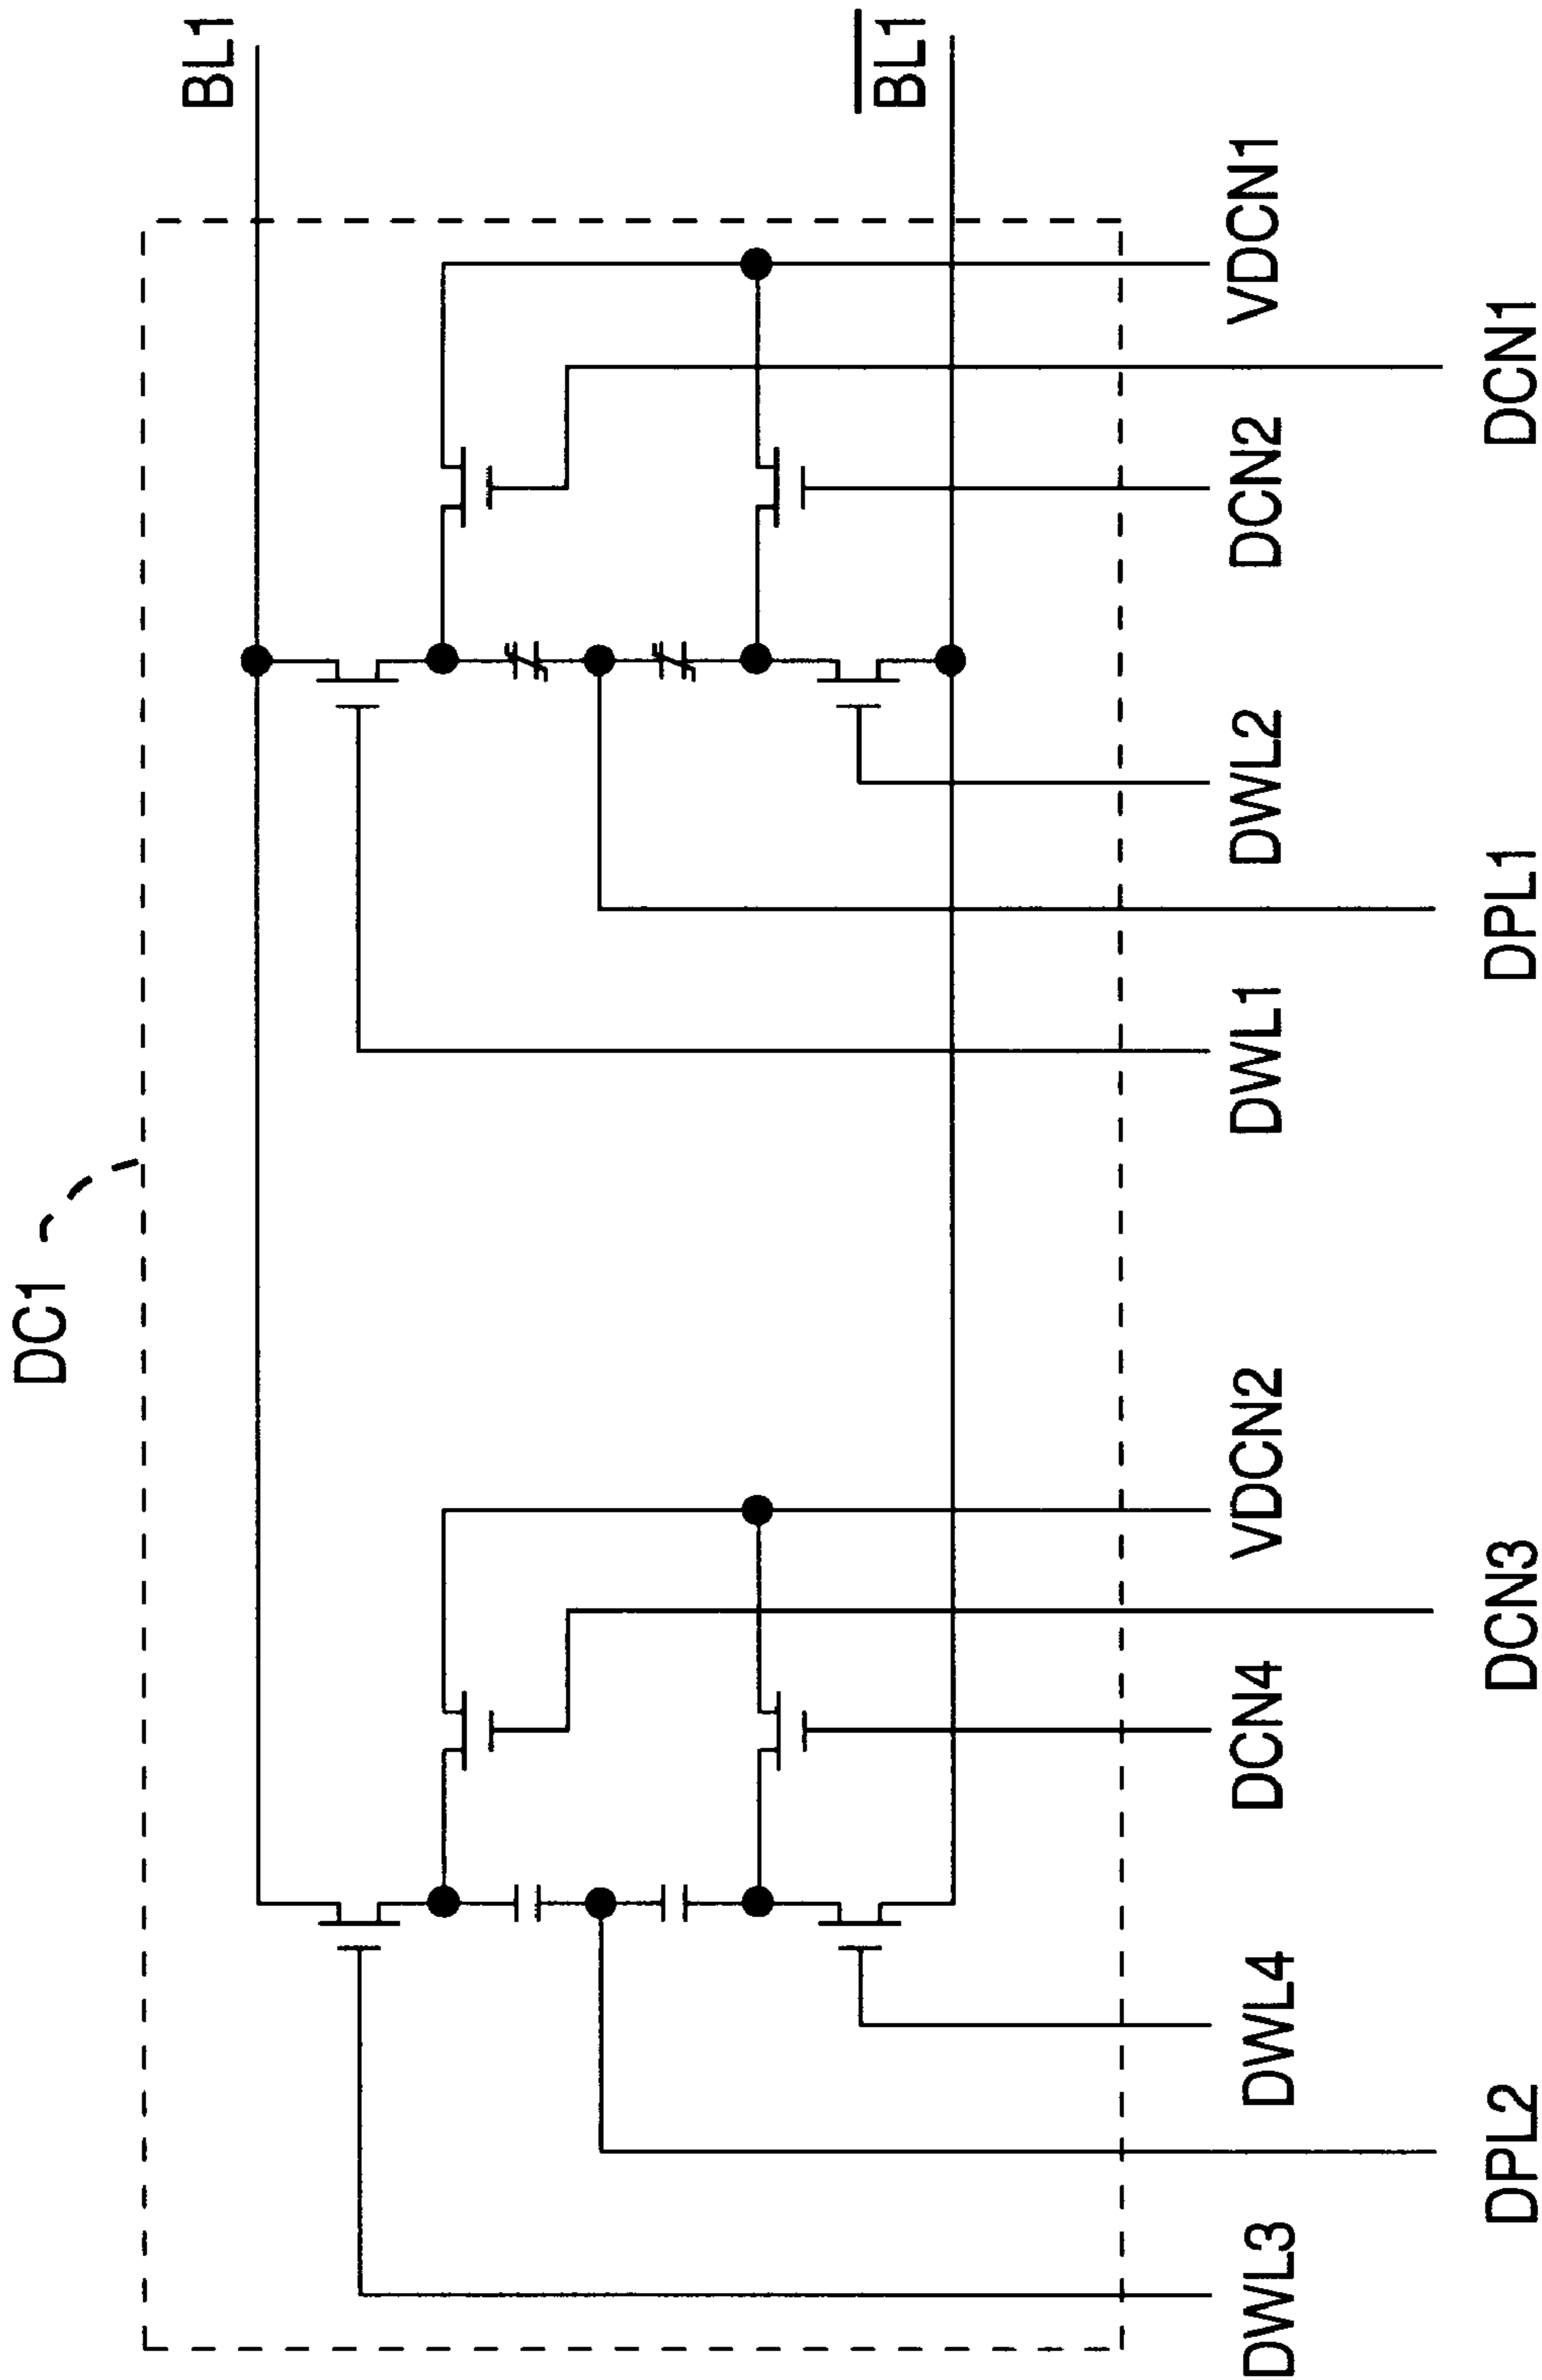 DC1
BL1
BL1
VDCN1
DCN1
DCN2
DWL2
DPL1
DWL1
VDCN2
DCN3
DCN4
DWL4
DPL2
DWL3